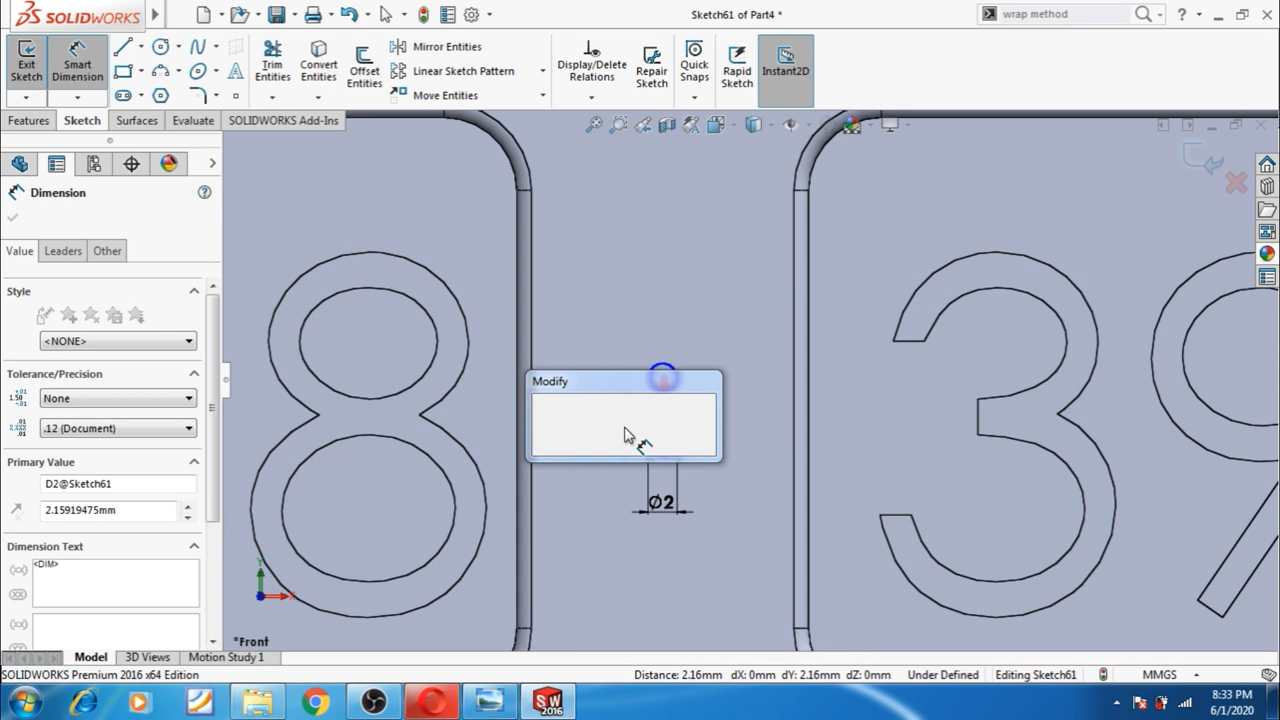 SOLIDWORKS
Sketch61 of Part4 *
wrap method
Exit Sketch
Smart Dimension
Trim Entities
Convert Entities
Offset Entities
Mirror Entities
Linear Sketch Pattern
Move Entities
Display/Delete Relations
Repair Sketch
Quick Snaps
Rapid Sketch
Instant2D
Features
Sketch
Surfaces
Evaluate
SOLIDWORKS Add-Ins
Dimension
Value
Leaders
Other
Style
<NONE>
Tolerance/Precision
None
.12 (Document)
Primary Value
D2@Sketch61
2.15919475mm
Dimension Text
<DIM>
Modify
Ø2
8
39
Y
X
*Front
Model
3D Views
Motion Study 1
SOLIDWORKS Premium 2016 x64 Edition
Distance: 2.16mm dX: 0mm dY: 2.16mm dZ: 0mm
Under Defined
Editing Sketch61
MMGS
SW 2016
8:33 PM
6/1/2020